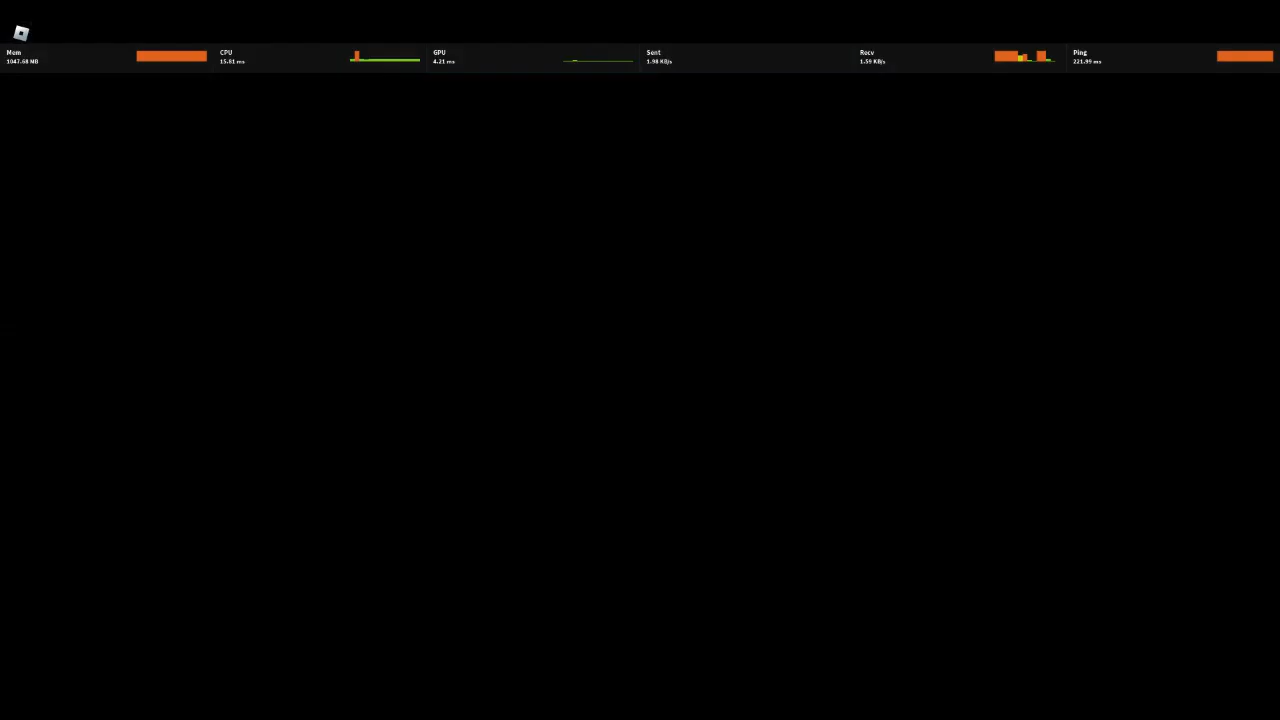 Mem
1047.68 MB
CPU
15.81 ms
GPU
4.21 ms
Sent
1.98 KB/s
Recv
1.59 KB/s
Ping
221.99 ms